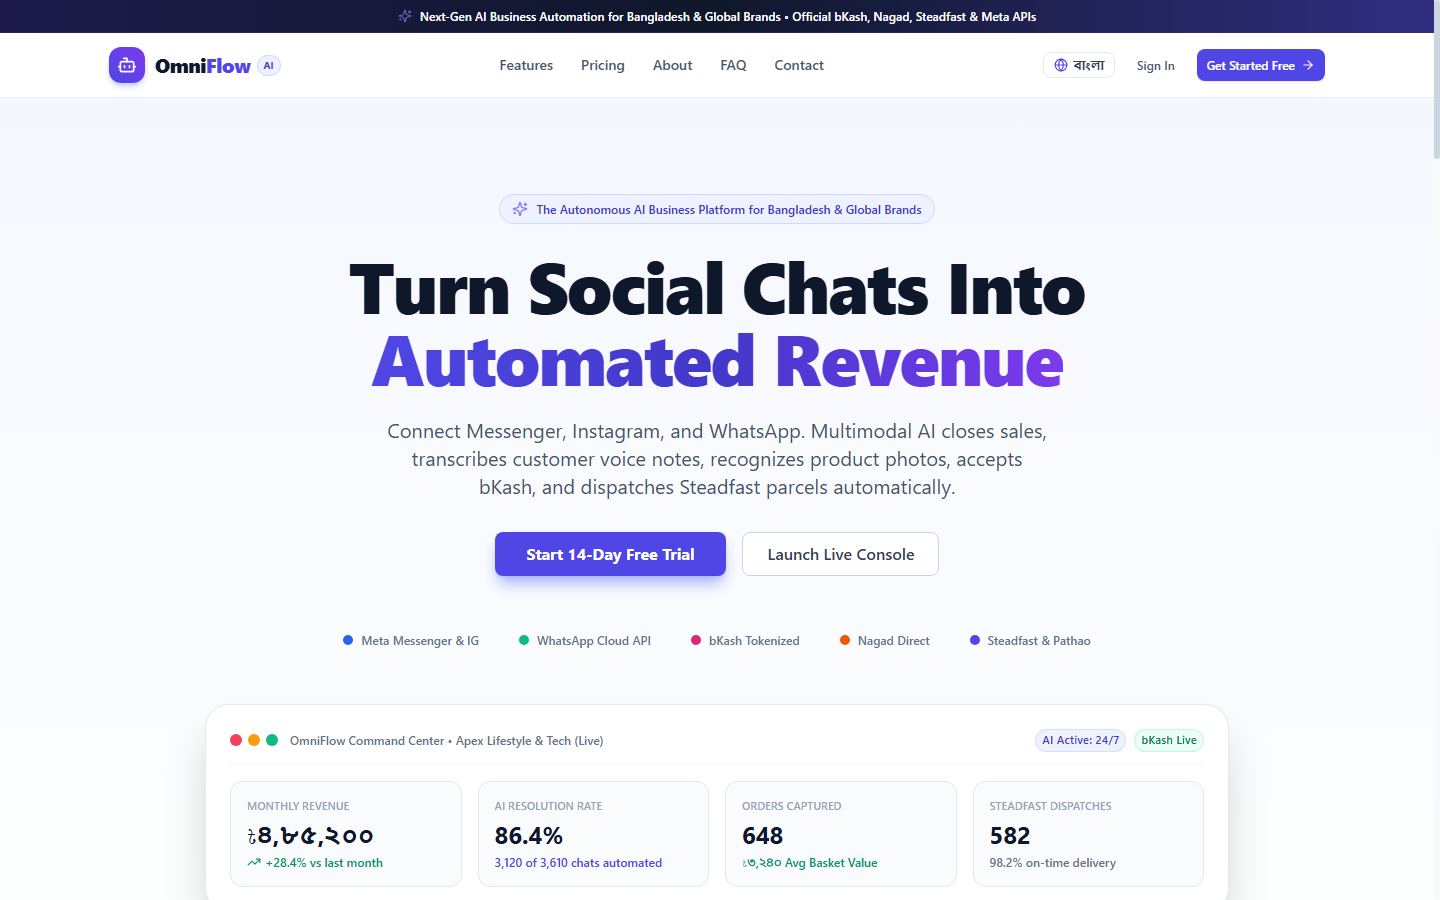 Next-Gen AI Business Automation for Bangladesh & Global Brands • Official bKash, Nagad, Steadfast & Meta APIs
OmniFlow AI
Features
Pricing
About
FAQ
Contact
বাংলা
Sign In
Get Started Free
The Autonomous AI Business Platform for Bangladesh & Global Brands
Turn Social Chats Into
Automated Revenue
Connect Messenger, Instagram, and WhatsApp. Multimodal AI closes sales,
transcribes customer voice notes, recognizes product photos, accepts
bKash, and dispatches Steadfast parcels automatically.
Start 14-Day Free Trial
Launch Live Console
Meta Messenger & IG
WhatsApp Cloud API
bKash Tokenized
Nagad Direct
Steadfast & Pathao
OmniFlow Command Center • Apex Lifestyle & Tech (Live)
AI Active: 24/7
bKash Live
MONTHLY REVENUE
৳৪,৮৫,২০০
+28.4% vs last month
AI RESOLUTION RATE
86.4%
3,120 of 3,610 chats automated
ORDERS CAPTURED
648
৳৩,২৪০ Avg Basket Value
STEADFAST DISPATCHES
582
98.2% on-time delivery